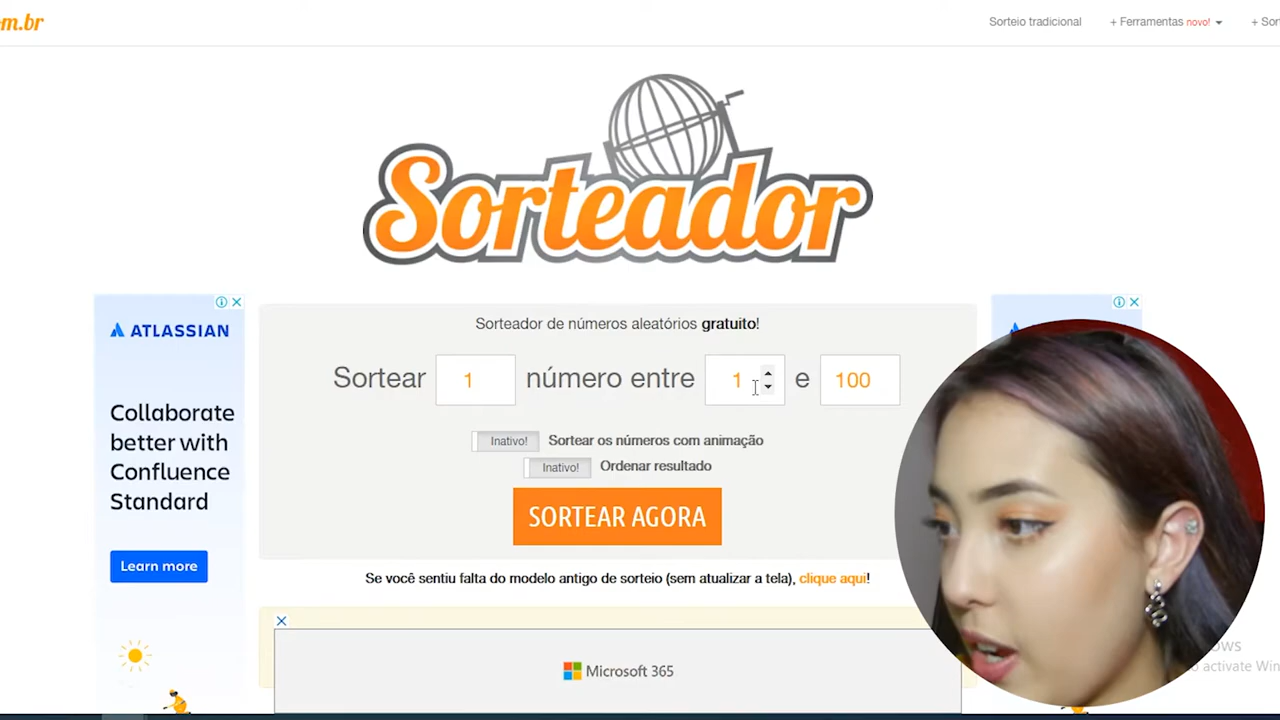 m.br
Sorteio tradicional
+ Ferramentas novo!
+ Sor
Sorteador
ATLASSIAN
Collaborate
better with
Confluence
Standard
Learn more
Sorteador de números aleatórios gratuito!
Sortear 1 número entre 1 e 100
Inativo! Sortear os números com animação
Inativo! Ordenar resultado
SORTEAR AGORA
Se você sentiu falta do modelo antigo de sorteio (sem atualizar a tela), clique aqui!
Microsoft 365
activate Win